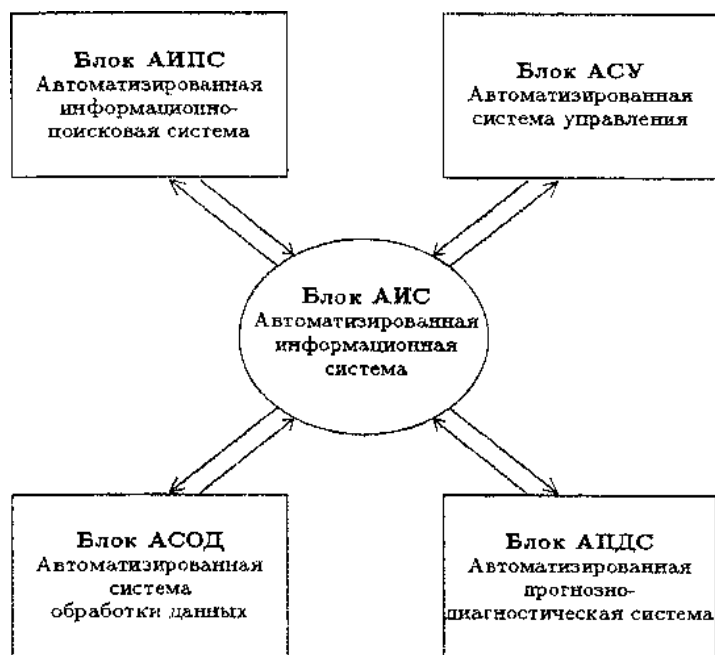 Блок АИПС
Автоматизированная
информационно-
поисковая система
Блок АСУ
Автоматизированная
система управления
Блок АИС
Автоматизированная
информационная
система
Блок АСОД
Автоматизированная
система
обработки данных
Блок АПДС
Автоматизированная
прогнозно-
диагностическая система